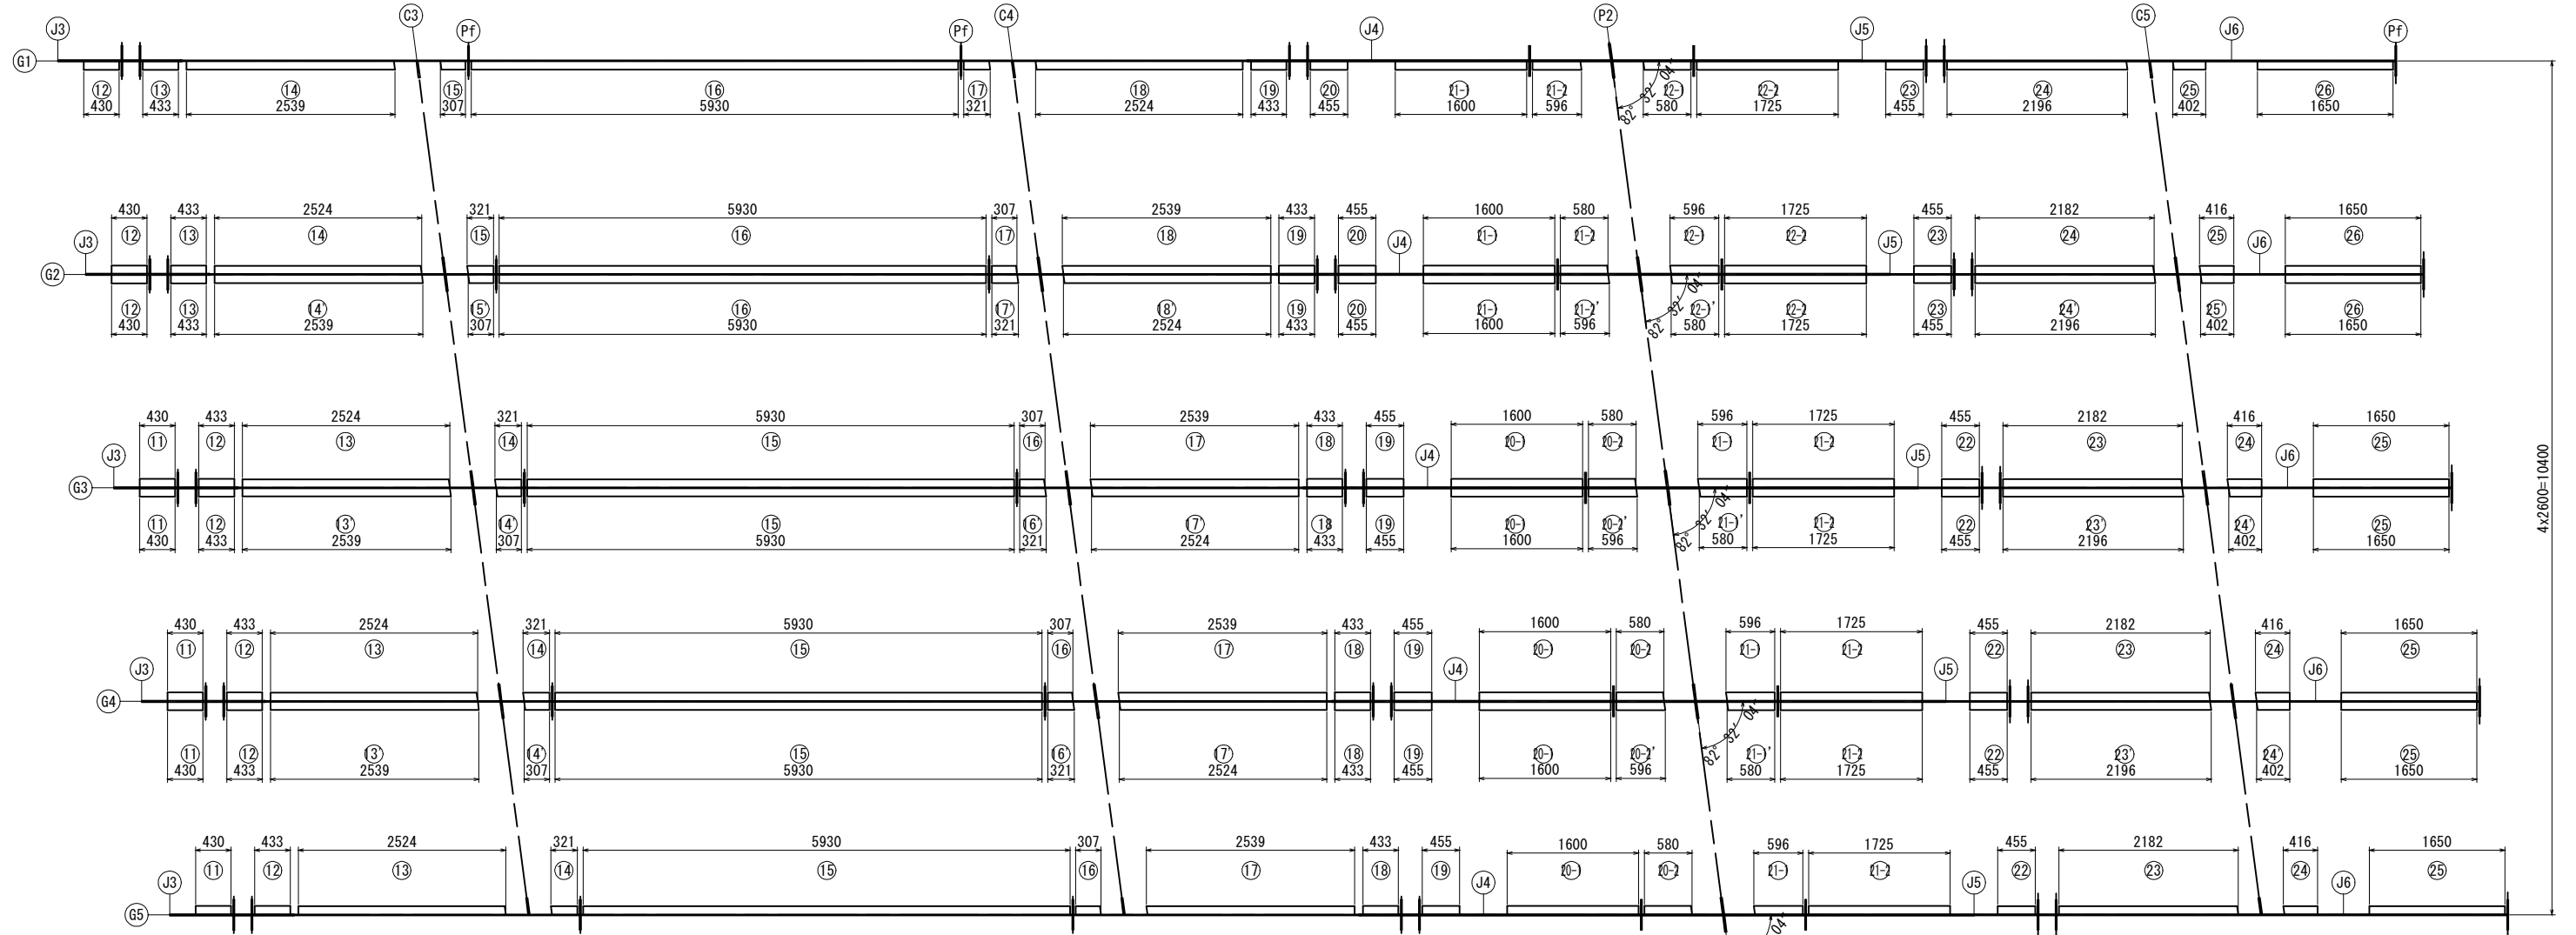 J3 C3 Pf Pf C4 J4 P2 J5 C5 J6 Pf
G1
⑫ ⑬ ⑭ ⑮ ⑯ ⑰ ⑱ ⑲ ⑳ 21-1 21-2 22-1 22-2 23 24 25 26
430 433 2539 307 5930 321 2524 433 455 1600 596 580 1725 455 2196 402 1650
82° 32' 04"
430 433 2524 321 5930 307 2539 433 455 1600 580 596 1725 455 2182 416 1650
J3 ⑫ ⑬ ⑭ ⑮ ⑯ ⑰ ⑱ ⑲ ⑳ J4 21-1 21-2 22-1 22-2 J5 23 24 25 J6 26
G2
⑫ ⑬ 14' 15' ⑯ 17' 18' ⑲ ⑳ 21-1 21-2' 22-1' 22-2 23 24' 25' 26
430 433 2539 307 5930 321 2524 433 455 1600 596 580 1725 455 2196 402 1650
82° 32' 04"
430 433 2524 321 5930 307 2539 433 455 1600 580 596 1725 455 2182 416 1650
J3 ⑪ ⑫ ⑬ ⑭ ⑮ ⑯ ⑰ ⑱ ⑲ J4 20-1 20-2 21-1 21-2 J5 22 23 24 J6 25
G3
⑪ ⑫ 13' 14' ⑮ 16' 17' ⑱ ⑲ 20-1 20-2' 21-1' 21-2 22 23' 24' 25
430 433 2539 307 5930 321 2524 433 455 1600 596 580 1725 455 2196 402 1650
82° 32' 04"
4x2600=10400
430 433 2524 321 5930 307 2539 433 455 1600 580 596 1725 455 2182 416 1650
J3 ⑪ ⑫ ⑬ ⑭ ⑮ ⑯ ⑰ ⑱ ⑲ J4 20-1 20-2 21-1 21-2 J5 22 23 24 J6 25
G4
⑪ ⑫ 13' 14' ⑮ 16' 17' ⑱ ⑲ 20-1 20-2' 21-1' 21-2 22 23' 24' 25
430 433 2539 307 5930 321 2524 433 455 1600 596 580 1725 455 2196 402 1650
82° 32' 04"
430 433 2524 321 5930 307 2539 433 455 1600 580 596 1725 455 2182 416 1650
J3 ⑪ ⑫ ⑬ ⑭ ⑮ ⑯ ⑰ ⑱ ⑲ J4 20-1 20-2 21-1 21-2 J5 22 23 24 J6 25
G5
04"